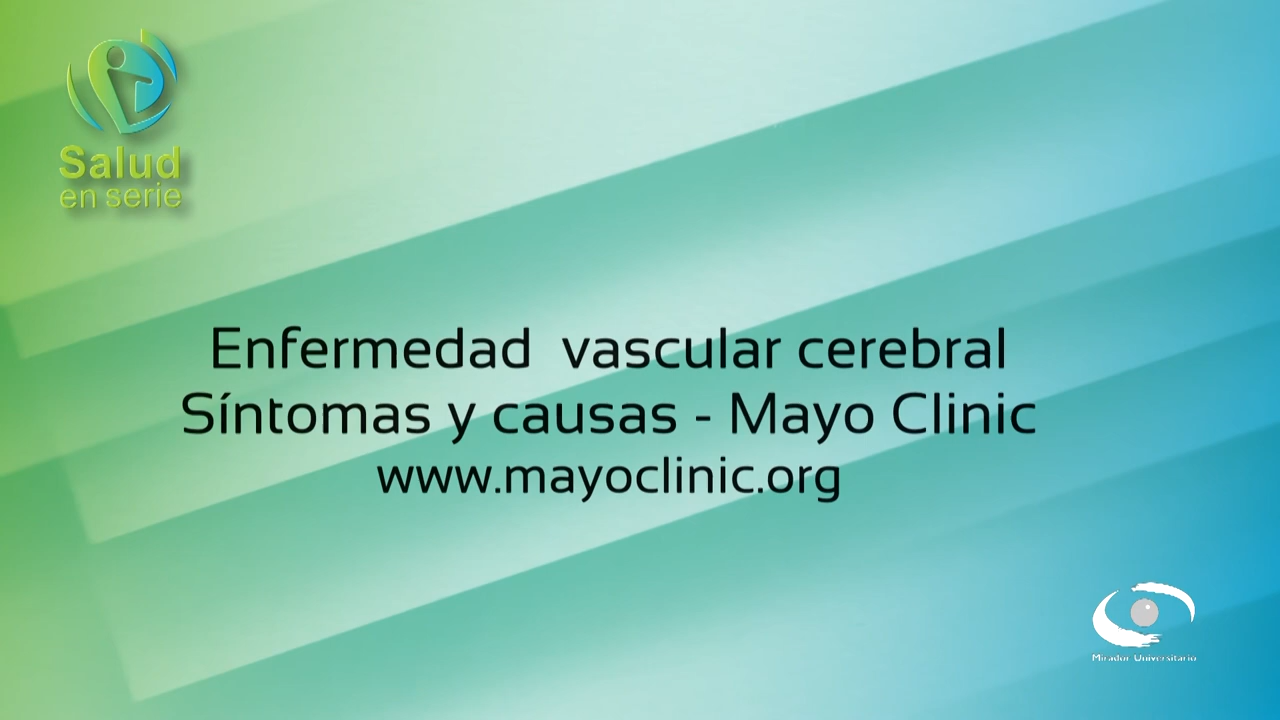 Salud
en serie
Enfermedad vascular cerebral
Síntomas y causas - Mayo Clinic
www.mayoclinic.org
Mirador Universitario